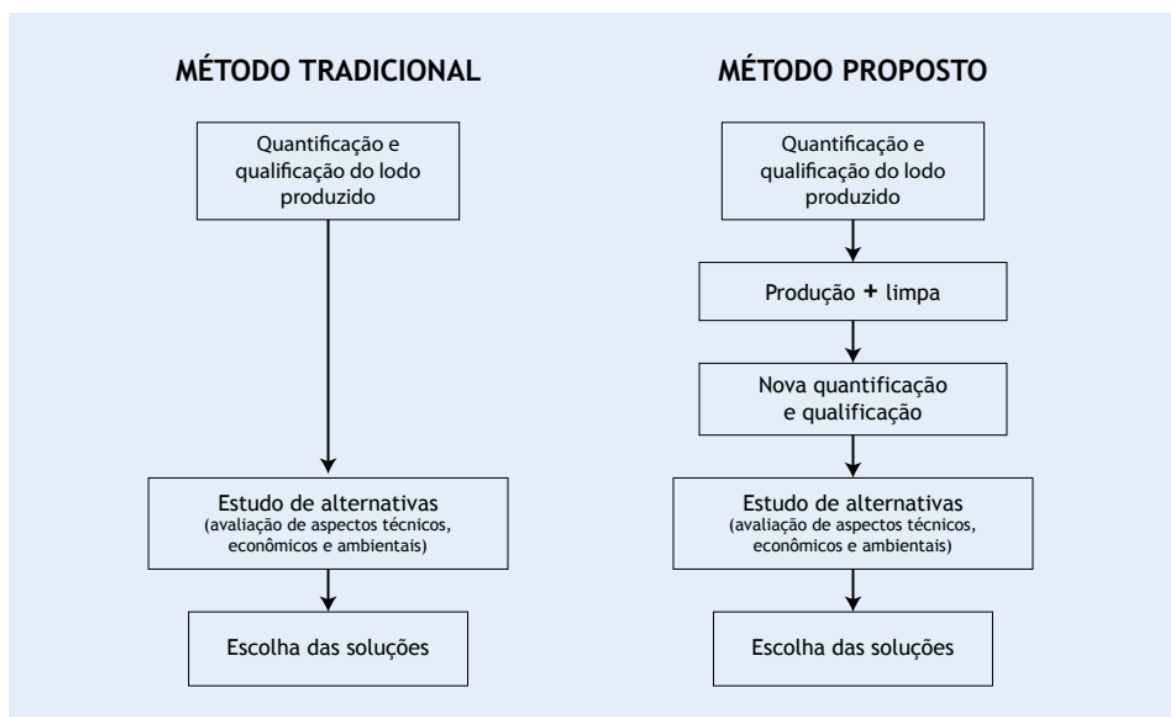 MÉTODO TRADICIONAL
Quantificação e
qualificação do lodo
produzido
Estudo de alternativas
(avaliação de aspectos técnicos,
econômicos e ambientais)
Escolha das soluções
MÉTODO PROPOSTO
Quantificação e
qualificação do lodo
produzido
Produção + limpa
Nova quantificação
e qualificação
Estudo de alternativas
(avaliação de aspectos técnicos,
econômicos e ambientais)
Escolha das soluções